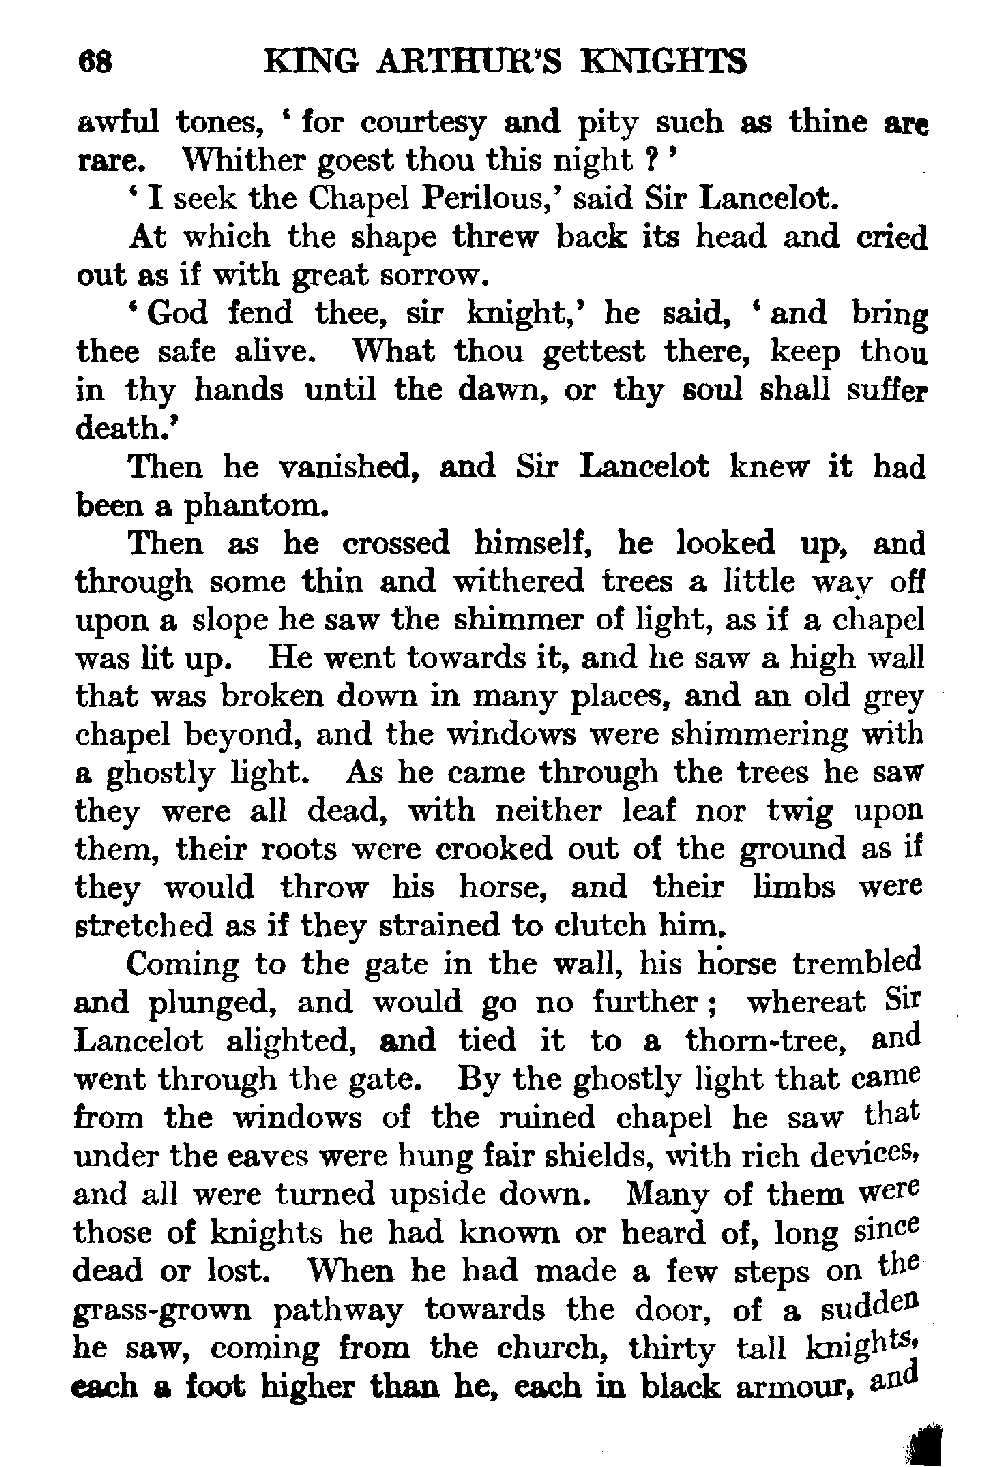 68 KING ARTHUR'S KNIGHTS
awful tones, ‘ for courtesy and pity such as thine are
rare. Whither goest thou this night ? ’
‘ I seek the Chapel Perilous,’ said Sir Lancelot.
At which the shape threw back its head and cried
out as if with great sorrow.
‘ God fend thee, sir knight,’ he said, ‘ and bring
thee safe alive. What thou gettest there, keep thou
in thy hands until the dawn, or thy soul shall suffer
death.’
Then he vanished, and Sir Lancelot knew it had
been a phantom.
Then as he crossed himself, he looked up, and
through some thin and withered trees a little way off
upon a slope he saw the shimmer of light, as if a chapel
was lit up. He went towards it, and he saw a high wall
that was broken down in many places, and an old grey
chapel beyond, and the windows were shimmering with
a ghostly light. As he came through the trees he saw
they were all dead, with neither leaf nor twig upon
them, their roots were crooked out of the ground as if
they would throw his horse, and their limbs were
stretched as if they strained to clutch him.
Coming to the gate in the wall, his horse trembled
and plunged, and would go no further ; whereat Sir
Lancelot alighted, and tied it to a thorn-tree, and
went through the gate. By the ghostly light that came
from the windows of the ruined chapel he saw that
under the eaves were hung fair shields, with rich devices,
and all were turned upside down. Many of them were
those of knights he had known or heard of, long since
dead or lost. When he had made a few steps on the
grass-grown pathway towards the door, of a sudden
he saw, coming from the church, thirty tall knights,
each a foot higher than he, each in black armour, and